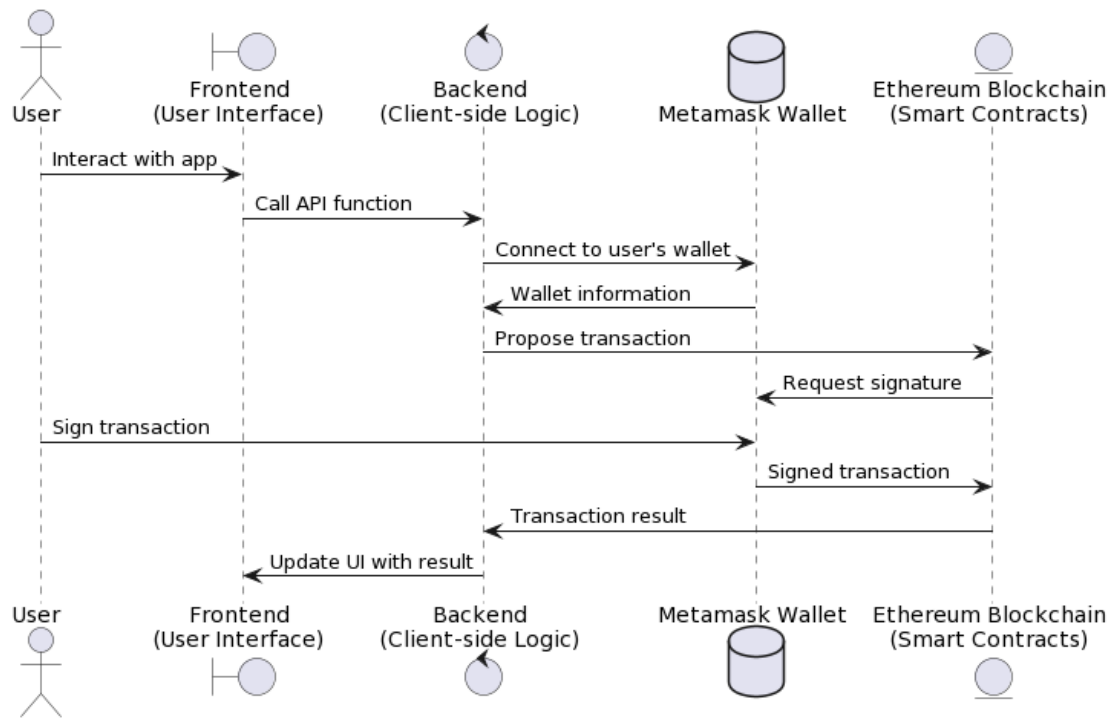 User
Frontend
(User Interface)
Backend
(Client-side Logic)
Metamask Wallet
Ethereum Blockchain
(Smart Contracts)
Interact with app
Call API function
Connect to user's wallet
Wallet information
Propose transaction
Request signature
Sign transaction
Signed transaction
Transaction result
Update UI with result
User
Frontend
(User Interface)
Backend
(Client-side Logic)
Metamask Wallet
Ethereum Blockchain
(Smart Contracts)